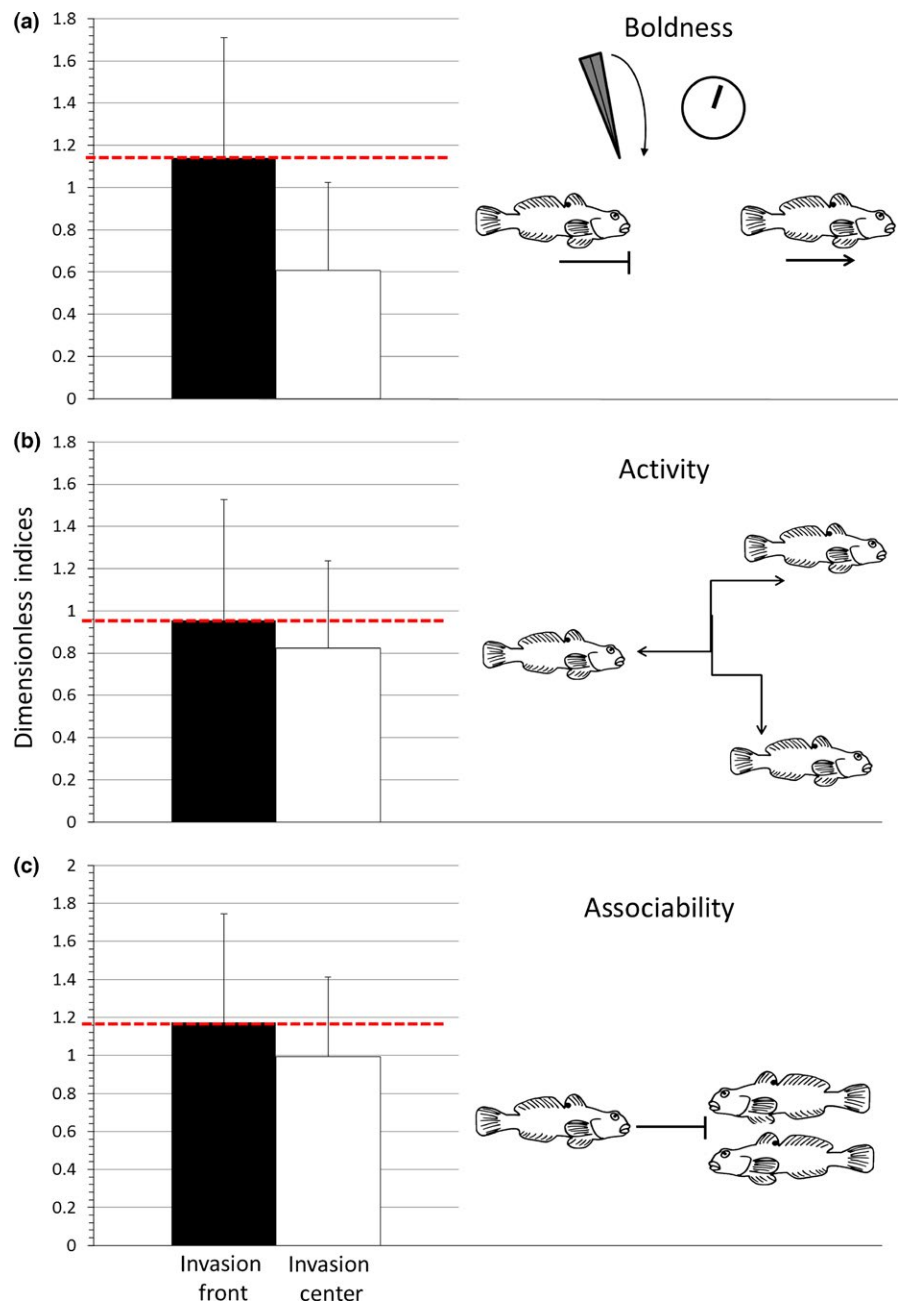 (a)
1.8
1.6
1.4
1.2
1
0.8
0.6
0.4
0.2
0
Boldness
(b)
1.8
1.6
1.4
1.2
1
0.8
0.6
0.4
0.2
0
Activity
Dimensionless indices
(c)
2
1.8
1.6
1.4
1.2
1
0.8
0.6
0.4
0.2
0
Associability
Invasion
front
Invasion
center